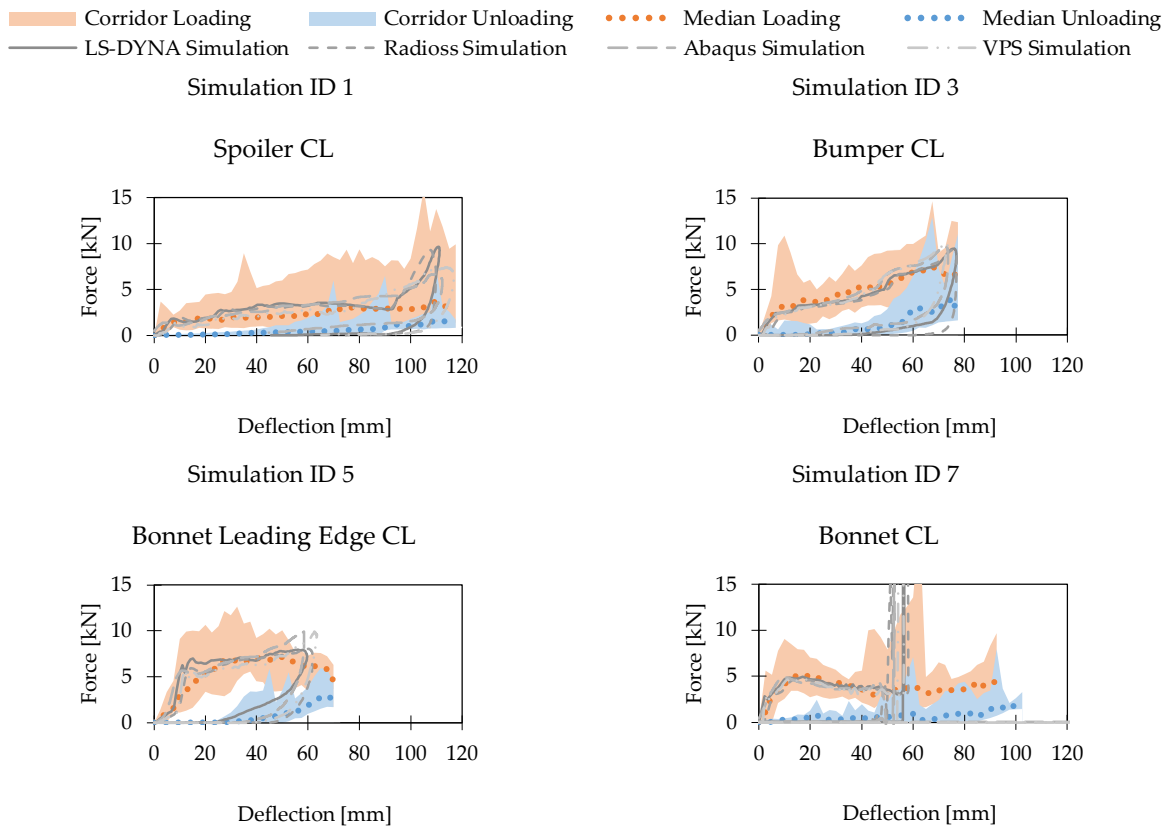 Corridor Loading Corridor Unloading Median Loading Median Unloading
LS-DYNA Simulation Radioss Simulation Abaqus Simulation VPS Simulation
Simulation ID 1
Spoiler CL
Force [kN]
15
10
5
0
0 20 40 60 80 100 120
Deflection [mm]
Simulation ID 3
Bumper CL
Force [kN]
15
10
5
0
0 20 40 60 80 100 120
Deflection [mm]
Simulation ID 5
Bonnet Leading Edge CL
Force [kN]
15
10
5
0
0 20 40 60 80 100 120
Deflection [mm]
Simulation ID 7
Bonnet CL
Force [kN]
15
10
5
0
0 20 40 60 80 100 120
Deflection [mm]